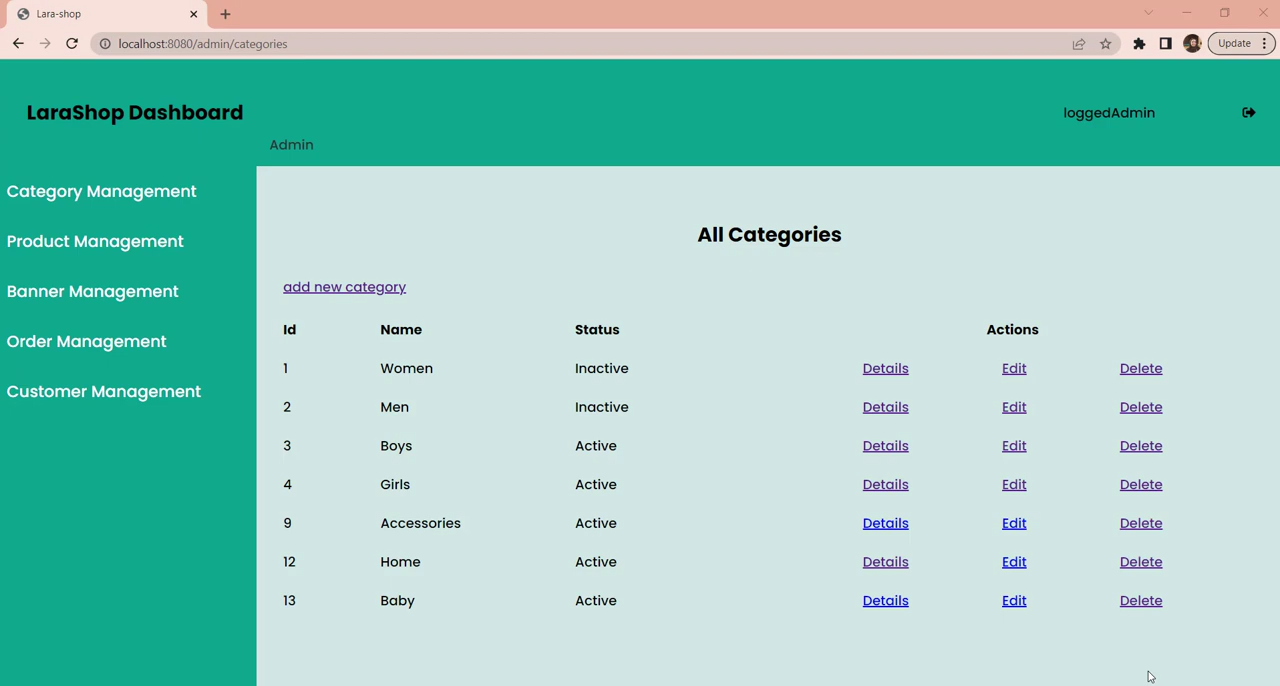 Lara-shop
localhost:8080/admin/categories
Update
LaraShop Dashboard
loggedAdmin
Admin
Category Management
Product Management
Banner Management
Order Management
Customer Management
All Categories
add new category
Id Name Status Actions
1 Women Inactive Details Edit Delete
2 Men Inactive Details Edit Delete
3 Boys Active Details Edit Delete
4 Girls Active Details Edit Delete
9 Accessories Active Details Edit Delete
12 Home Active Details Edit Delete
13 Baby Active Details Edit Delete